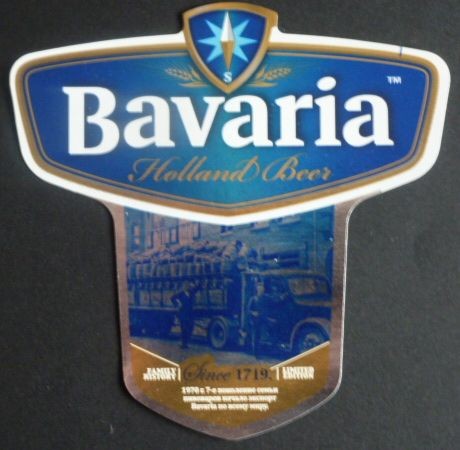 S
Bavaria ™
Holland Beer
FAMILY HISTORY
Since 1719.
LIMITED EDITION
1970 г. 7-е поколение семьи
пивоваров начало экспорт
Bavaria по всему миру.